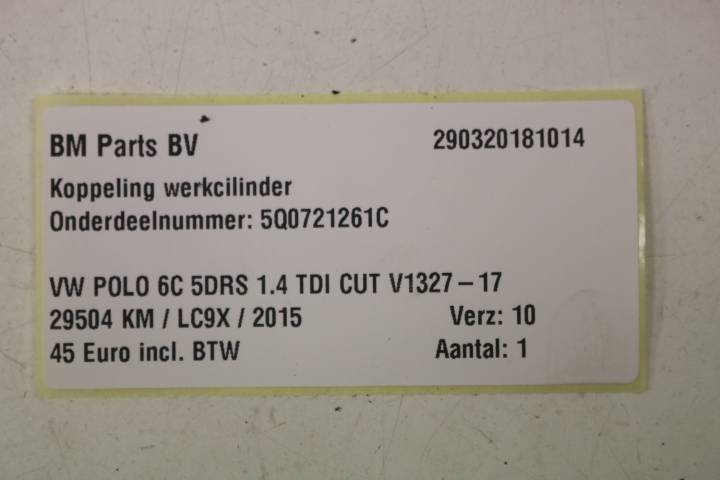 BM Parts BV 290320181014
Koppeling werkcilinder
Onderdeelnummer: 5Q0721261C
VW POLO 6C 5DRS 1.4 TDI CUT V1327-17
29504 KM / LC9X / 2015 Verz: 10
45 Euro incl. BTW Aantal: 1